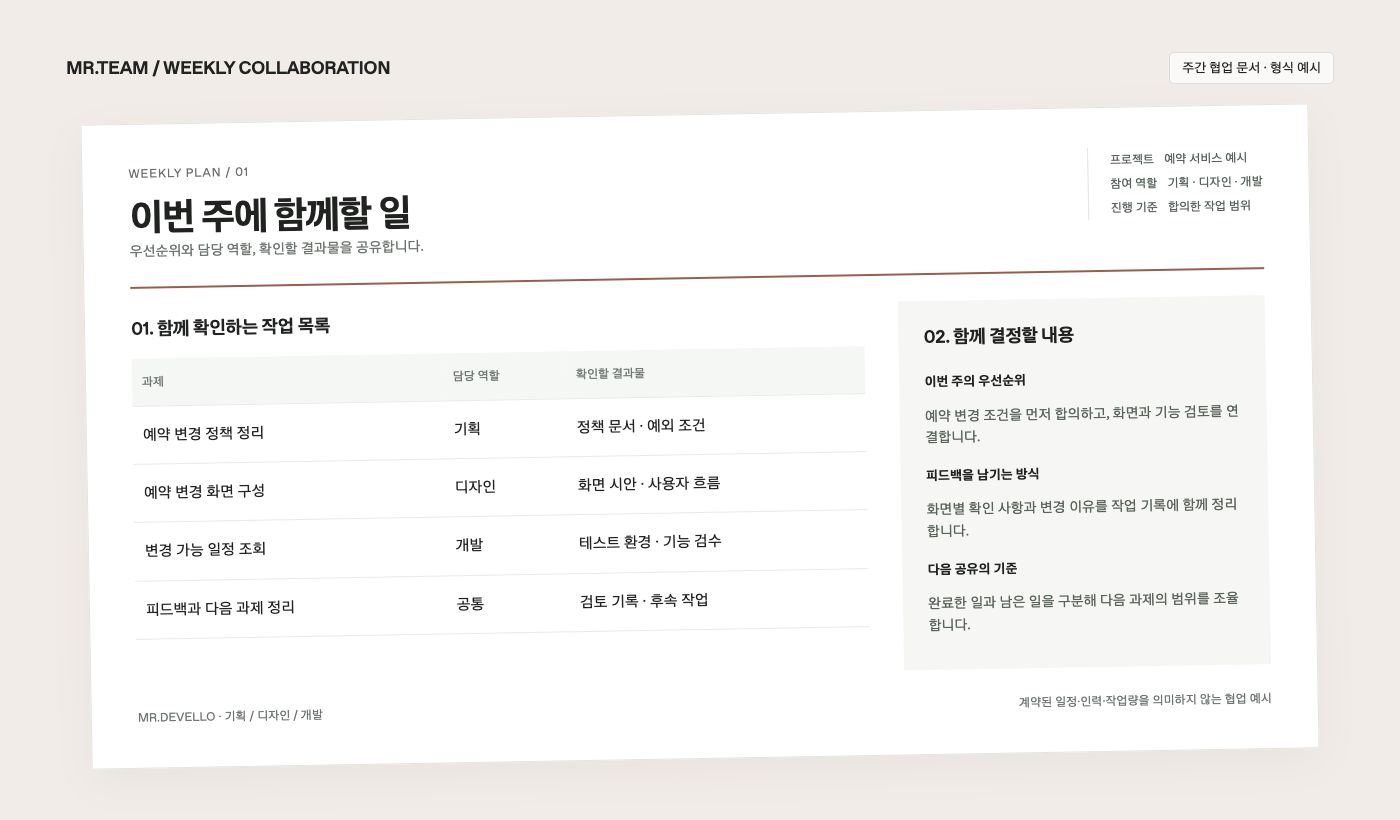 MR.TEAM / WEEKLY COLLABORATION
주간 협업 문서 · 형식 예시
WEEKLY PLAN / 01
이번 주에 함께할 일
우선순위와 담당 역할, 확인할 결과물을 공유합니다.
프로젝트 예약 서비스 예시
참여 역할 기획 · 디자인 · 개발
진행 기준 합의한 작업 범위
01. 함께 확인하는 작업 목록
과제 담당 역할 확인할 결과물
예약 변경 정책 정리 기획 정책 문서 · 예외 조건
예약 변경 화면 구성 디자인 화면 시안 · 사용자 흐름
변경 가능 일정 조회 개발 테스트 환경 · 기능 검수
피드백과 다음 과제 정리 공통 검토 기록 · 후속 작업
02. 함께 결정할 내용
이번 주의 우선순위
예약 변경 조건을 먼저 합의하고, 화면과 기능 검토를 연
결합니다.
피드백을 남기는 방식
화면별 확인 사항과 변경 이유를 작업 기록에 함께 정리
합니다.
다음 공유의 기준
완료한 일과 남은 일을 구분해 다음 과제의 범위를 조율
합니다.
MR.DEVELLO · 기획 / 디자인 / 개발
계약된 일정·인력·작업량을 의미하지 않는 협업 예시